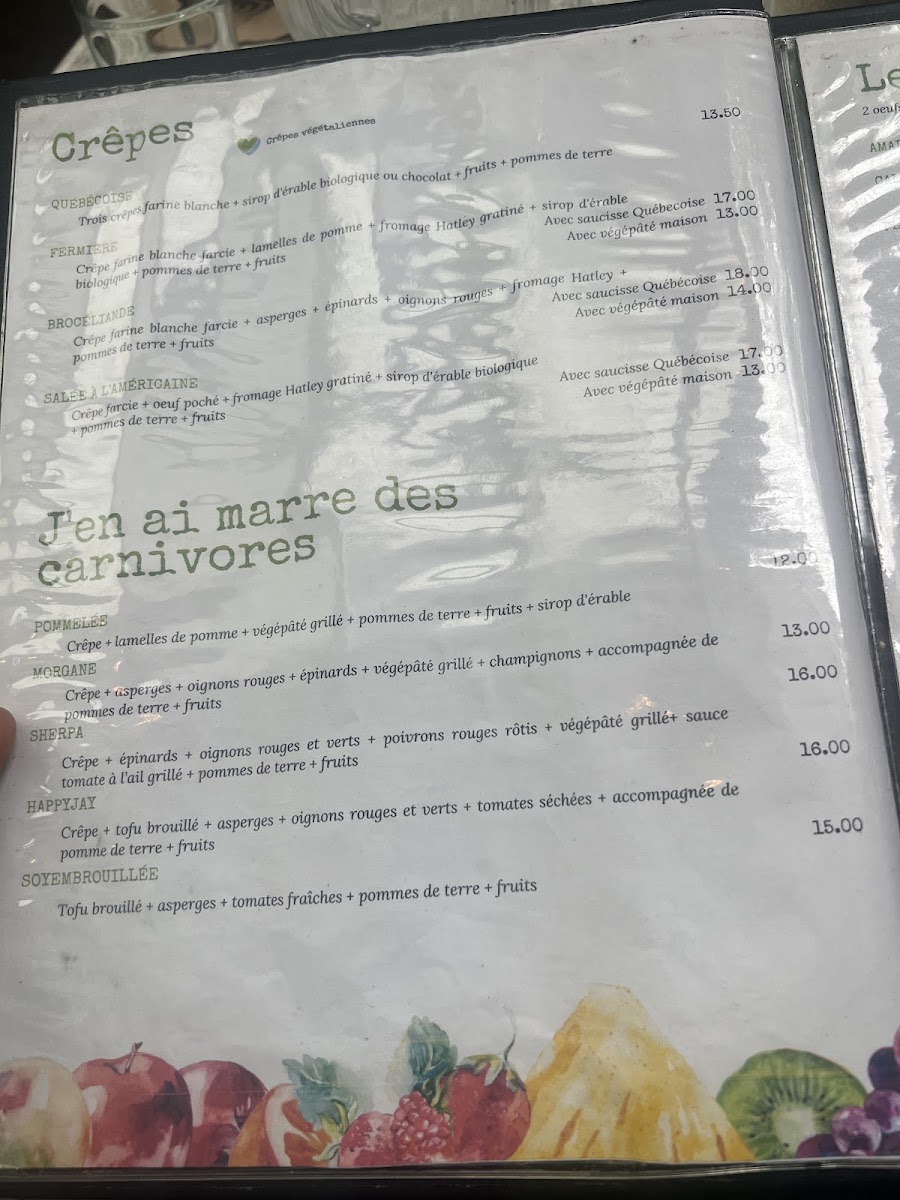 Crêpes
Crêpes végétaliennes
13.50
QUÉBÉCOISE
Trois crêpes farine blanche + sirop d'érable biologique ou chocolat + fruits + pommes de terre
FERMIÈRE
Crêpe farine blanche farcie + lamelles de pomme + fromage Hatley gratiné + sirop d'érable
biologique + pommes de terre + fruits
Avec saucisse Québecoise 17.00
Avec végépâté maison 13.00
BROCÉLIANDE
Crêpe farine blanche farcie + asperges + épinards + oignons rouges + fromage Hatley +
pommes de terre + fruits
Avec saucisse Québécoise 18.00
Avec végépâté maison 14.00
SALÉE À L'AMÉRICAINE
Crêpe farcie + oeuf poché + fromage Hatley gratiné + sirop d'érable biologique
+ pommes de terre + fruits
Avec saucisse Québécoise 17.00
Avec végépâté maison 13.00
J'en ai marre des
carnivores
12.00
POMMELÉE
Crêpe + lamelles de pomme + végépâté grillé + pommes de terre + fruits + sirop d'érable
13.00
MORGANE
Crêpe + asperges + oignons rouges + épinards + végépâté grillé + champignons + accompagnée de
pommes de terre + fruits
16.00
SHERPA
Crêpe + épinards + oignons rouges et verts + poivrons rouges rôtis + végépâté grillé+ sauce
tomate à l'ail grillé + pommes de terre + fruits
16.00
HAPPYJAY
Crêpe + tofu brouillé + asperges + oignons rouges et verts + tomates séchées + accompagnée de
pomme de terre + fruits
15.00
SOYEMBROUILLÉE
Tofu brouillé + asperges + tomates fraîches + pommes de terre + fruits
Le
2 oeufs
AMAT